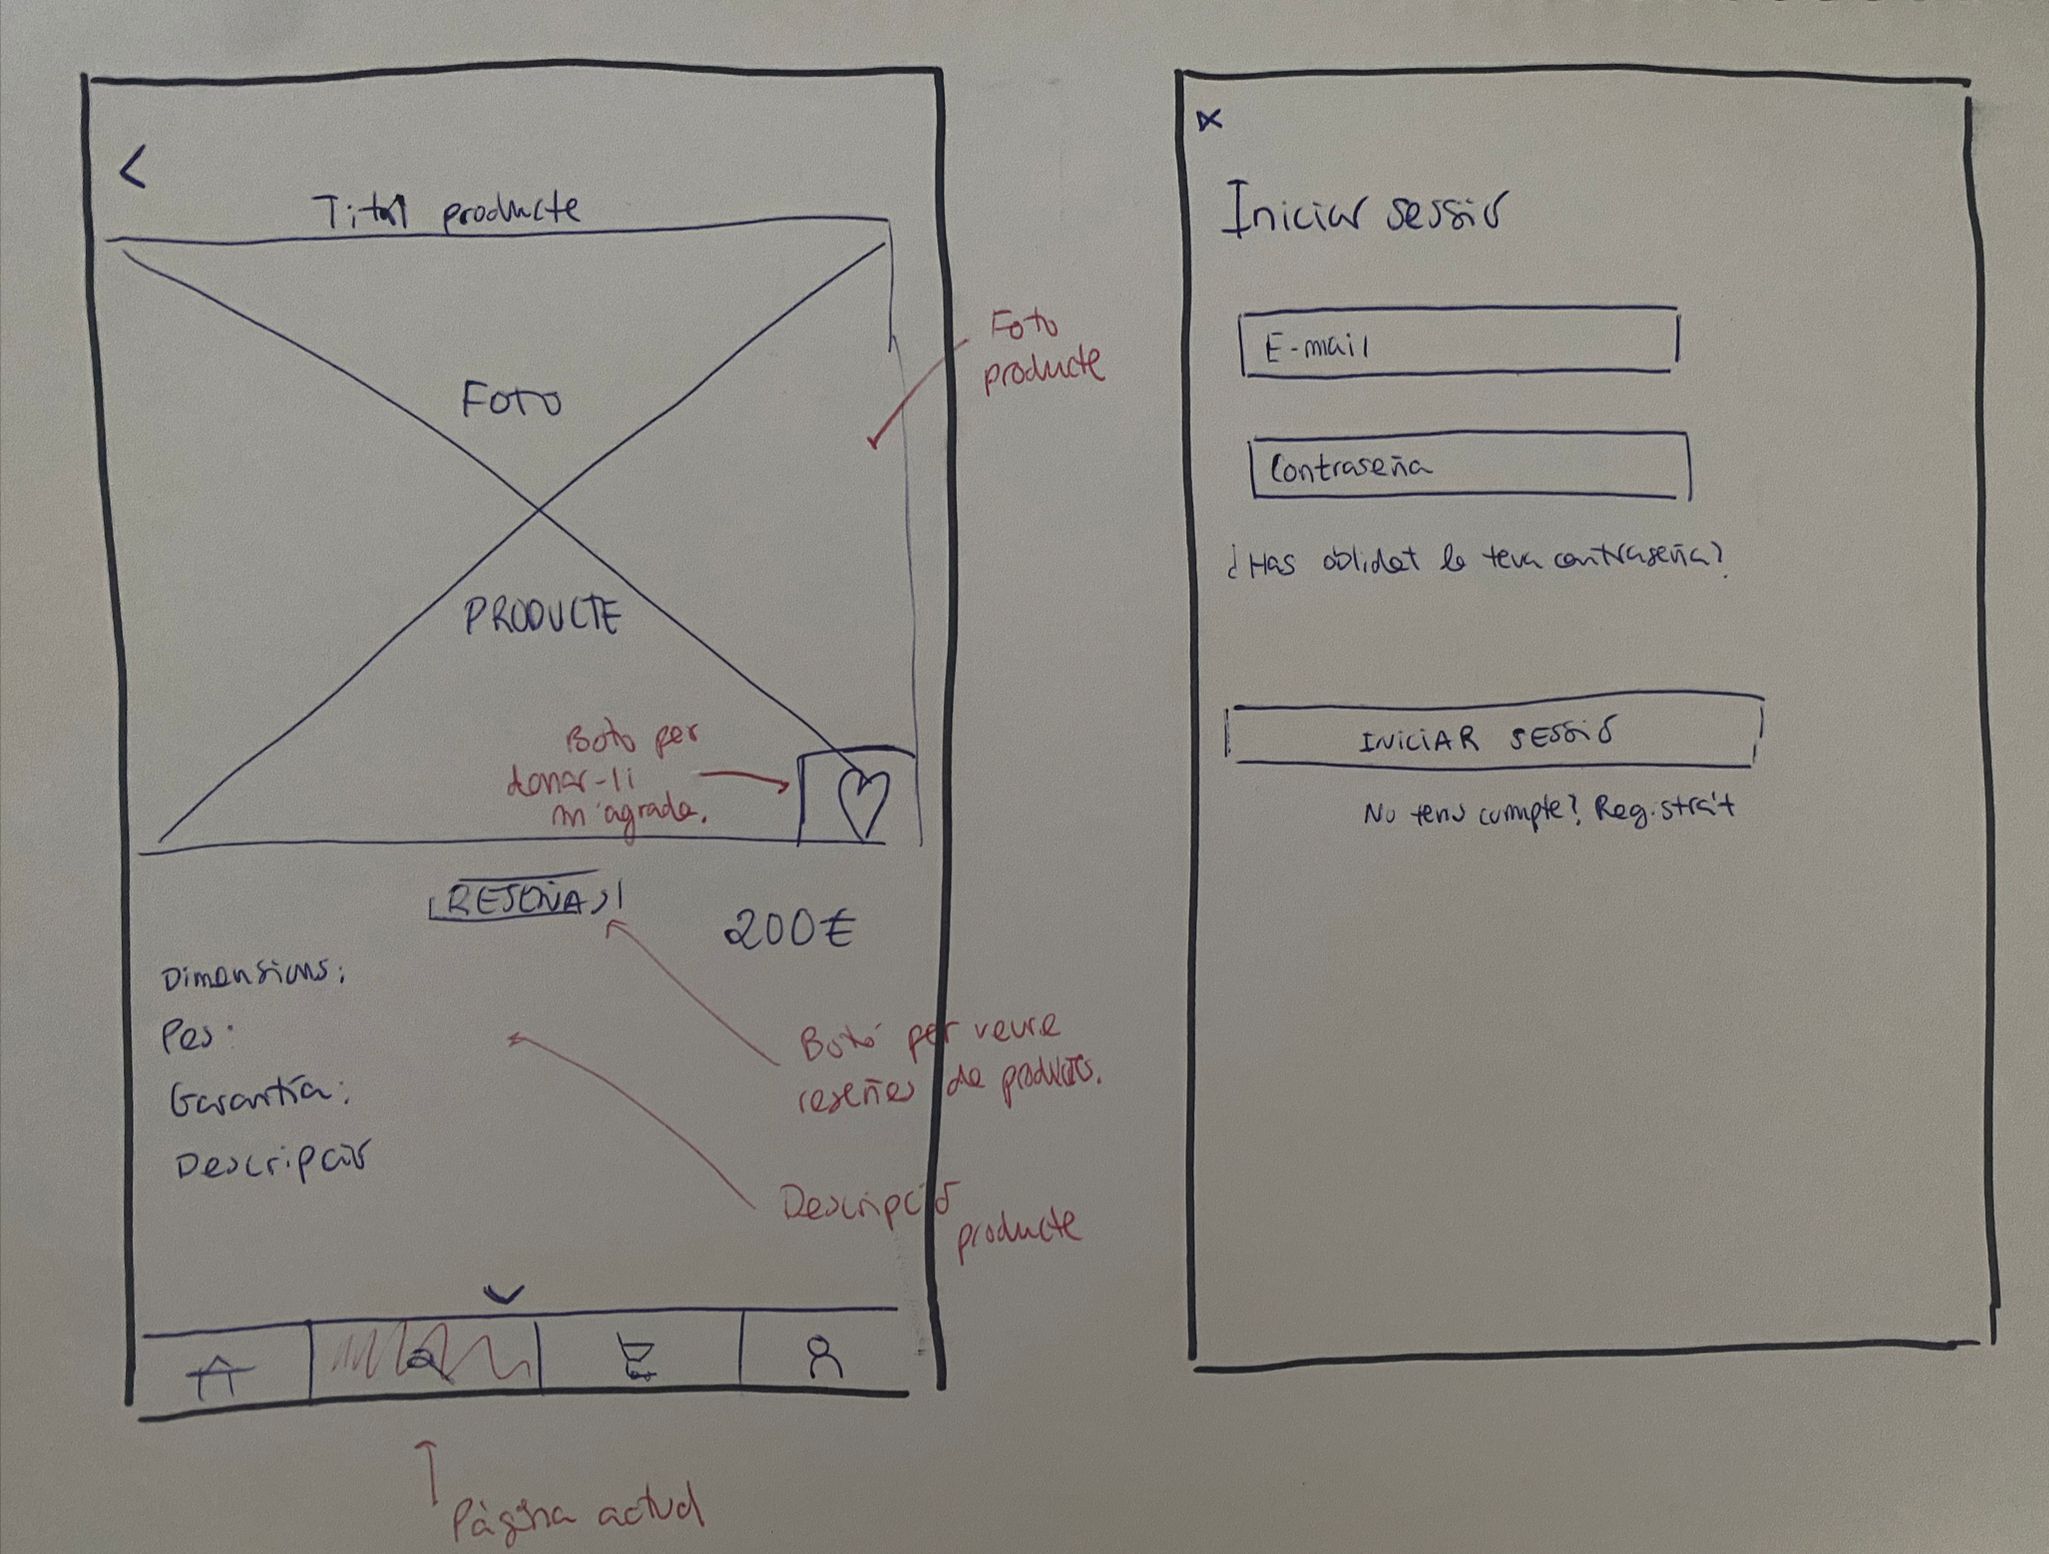 Titol producte
FOTO
PRODUCTE
Foto
producte
Boto per
donar-li
m'agrada.
RESEÑAS
200€
Dimensions:
Pes:
Garantía:
Descripció
Botó per veure
reseñes de productes.
Descripció
producte
Pàgina actual
Iniciar sessió
E-mail
Contraseña
¿Has oblidat la teva contraseña?
INICIAR SESSIÓ
No tens compte? Registra't